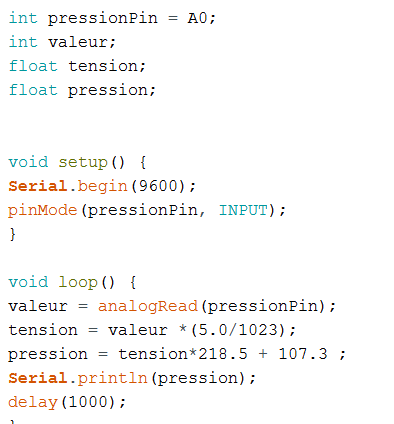 int pressionPin = A0;
int valeur;
float tension;
float pression;
void setup() {
Serial.begin(9600);
pinMode(pressionPin, INPUT);
}
void loop() {
valeur = analogRead(pressionPin);
tension = valeur *(5.0/1023);
pression = tension*218.5 + 107.3 ;
Serial.println(pression);
delay(1000);
}